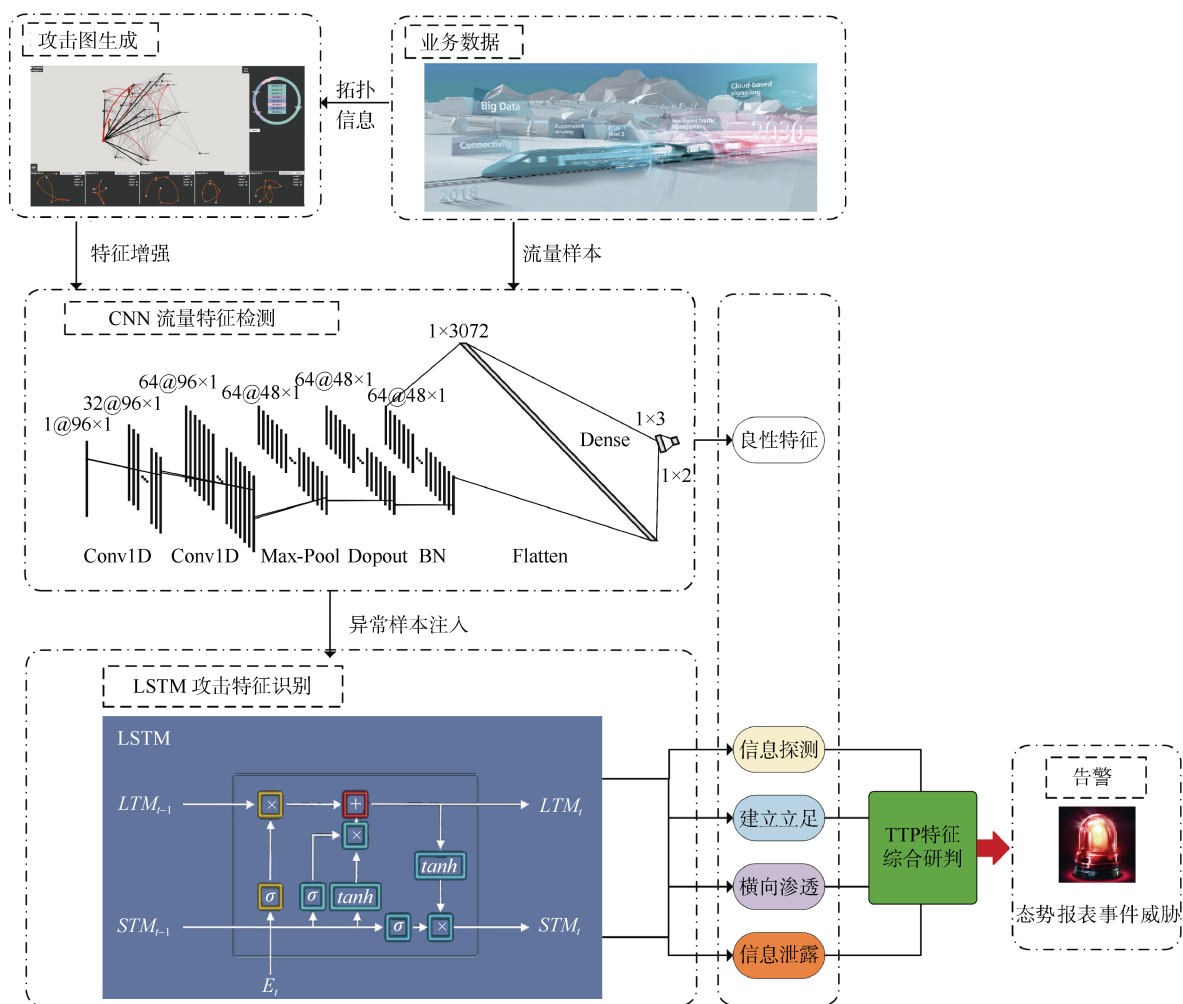 攻击图生成
业务数据
拓扑
信息
Big Data
Cloud-based
signaling
Automated
driving
Intelligent Traffic
Management
2030
Connectivity
2018
特征增强
流量样本
CNN 流量特征检测
1×3072
64@96×1
64@48×1
64@48×1
64@48×1
32@96×1
1@96×1
1×3
Dense
1×2
良性特征
Conv1D
Conv1D
Max-Pool
Dopout
BN
Flatten
异常样本注入
LSTM 攻击特征识别
LSTM
LTMt−1
×
+
LTMt
×
tanh
σ
σ
tanh
STMt−1
σ
×
STMt
Et
信息探测
建立立足
横向渗透
信息泄露
TTP特征
综合研判
告警
态势报表事件威胁